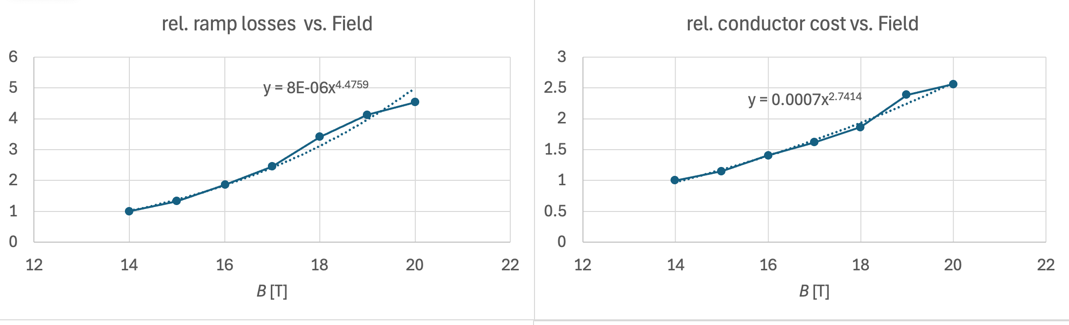 rel. ramp losses vs. Field
6
5
4
3
2
1
0
y = 8E-06x^4.4759
12 14 16 18 20 22
B [T]
rel. conductor cost vs. Field
3
2.5
2
1.5
1
0.5
0
y = 0.0007x^2.7414
12 14 16 18 20 22
B [T]